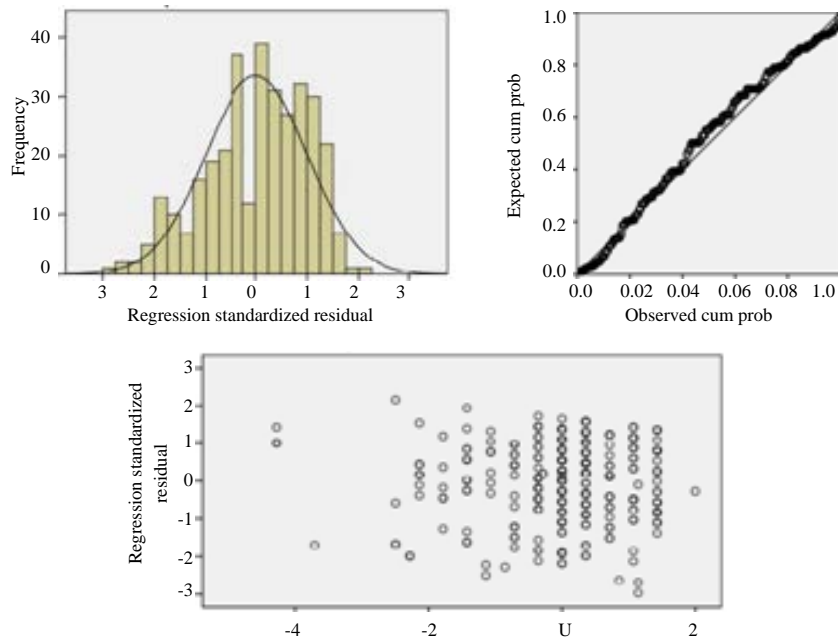 Frequency
40
30
20
10
0
3 2 1 0 1 2 3
Regression standardized residual
Expected cum prob
1.0
0.8
0.6
0.4
0.2
0.0
0.0 0.02 0.04 0.06 0.08 1.0
Observed cum prob
Regression standardized
residual
3
2
1
0
-1
-2
-3
-4 -2 U 2